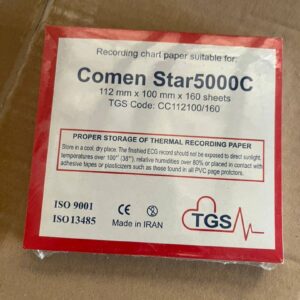 Recording chart paper suitable for:
Comen Star5000C
112 mm x 100 mm x 160 sheets
TGS Code: CC112100/160
PROPER STORAGE OF THERMAL RECORDING PAPER
Store in a cool, dry place: The finished ECG record should not be exposed to direct sunlight,
temperatures over 100° (38°), relative humidities over 80% or placed in contact with
adhesive tapes or plasticizers such as those found in all PVC page protctors.
ISO 9001
ISO 13485
CE
Made in IRAN
TGS